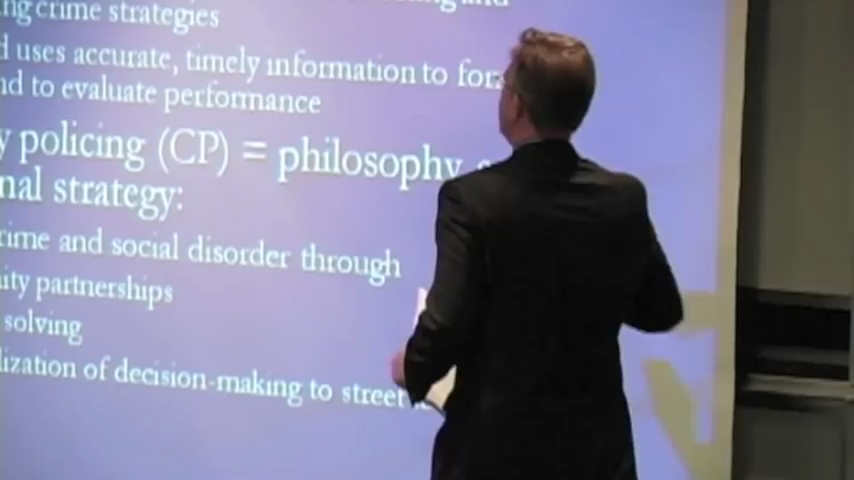 ng crime strategies
d uses accurate, timely information to for
nd to evaluate performance
y policing (CP) = philosophy
nal strategy:
rime and social disorder through
ity partnerships
solving
lization of decision-making to street